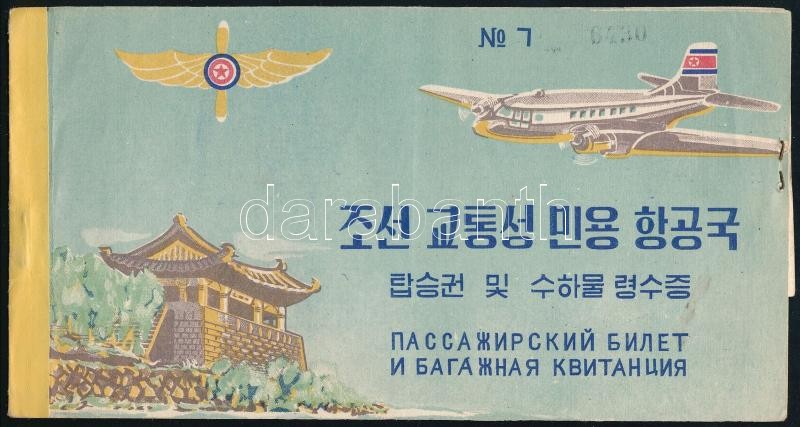 № ㄱ 6230
darabanth
조선 교통성 민용 항공국
탑승권 및 수하물 령수증
ПАССАЖИРСКИЙ БИЛЕТ
И БАГАЖНАЯ КВИТАНЦИЯ